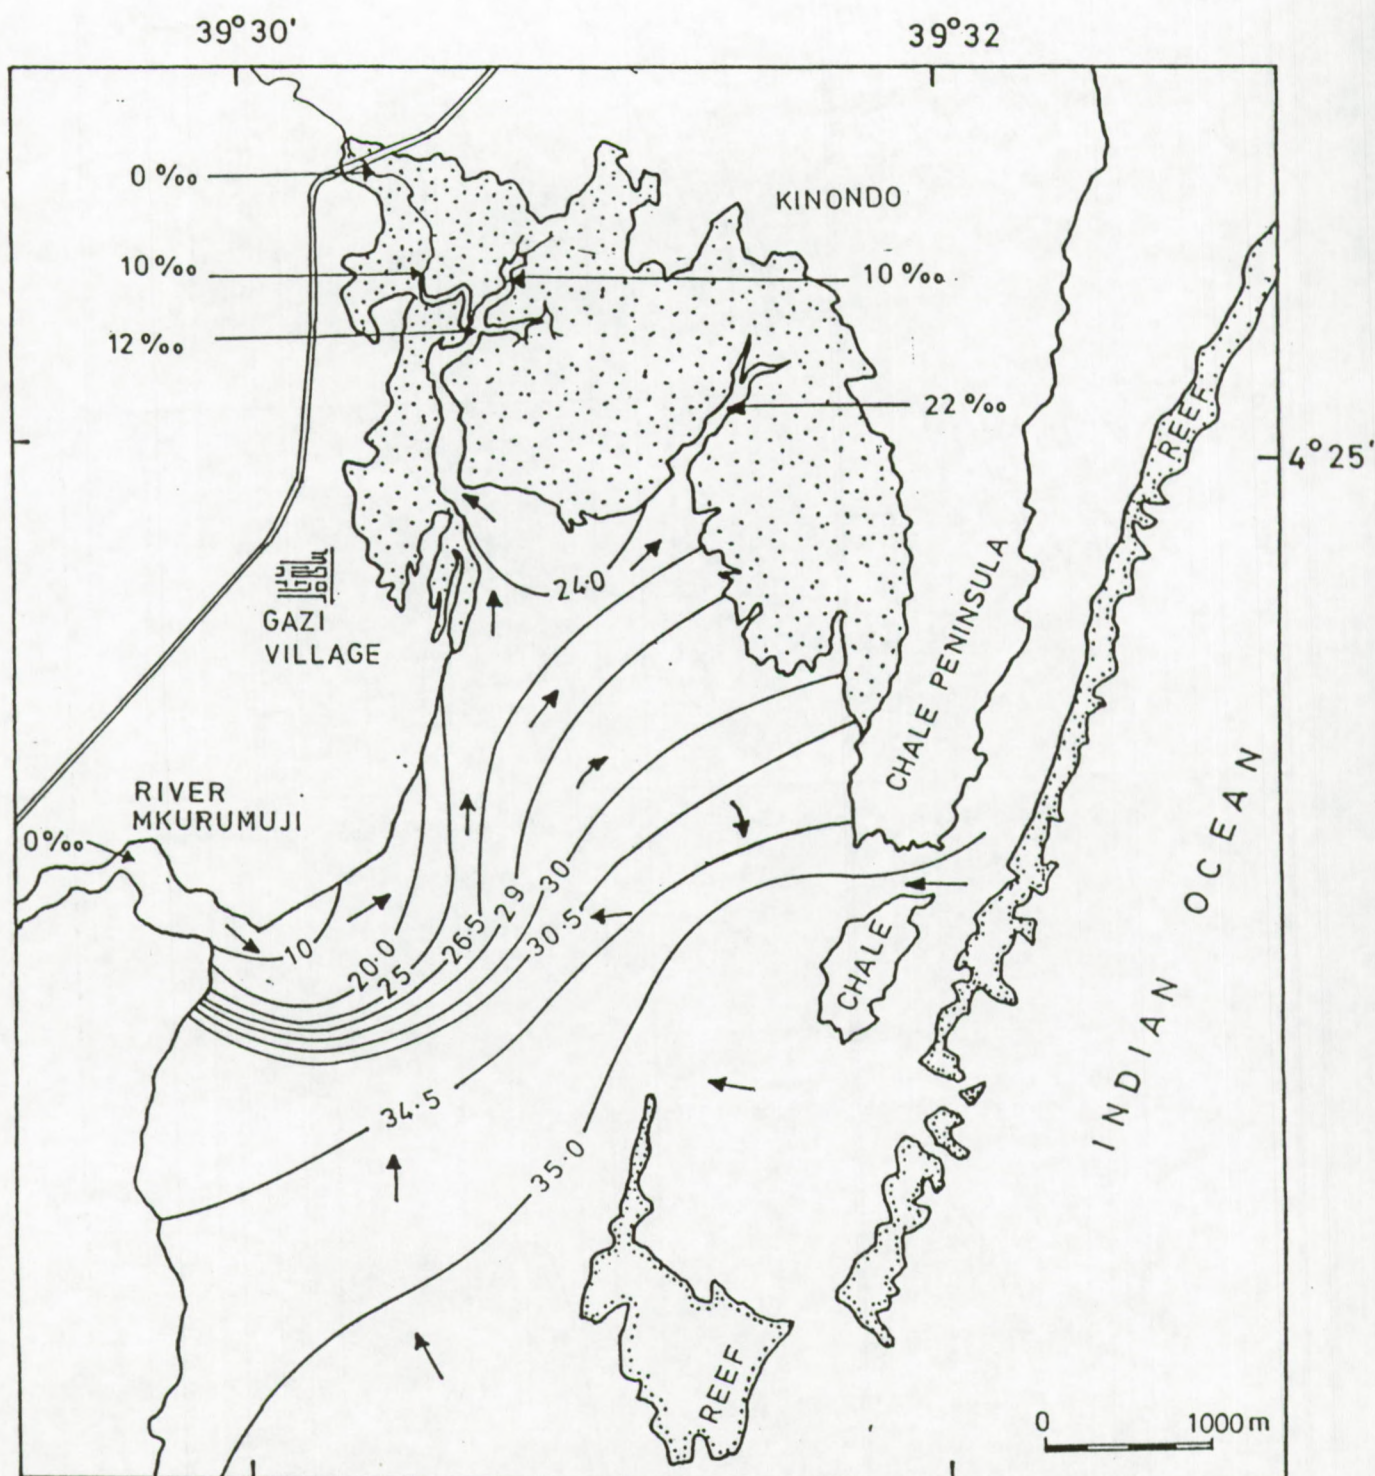 39°30'
39°32
0 ‰
KINONDO
10 ‰
10 ‰
12 ‰
22 ‰
REEF
4°25'
24·0
GAZI
VILLAGE
CHALE PENINSULA
RIVER
MKURUMUJI
0‰
INDIAN OCEAN
10
20·0
25
26·5
29
30
30·5
CHALE
34·5
35·0
REEF
0 1000m